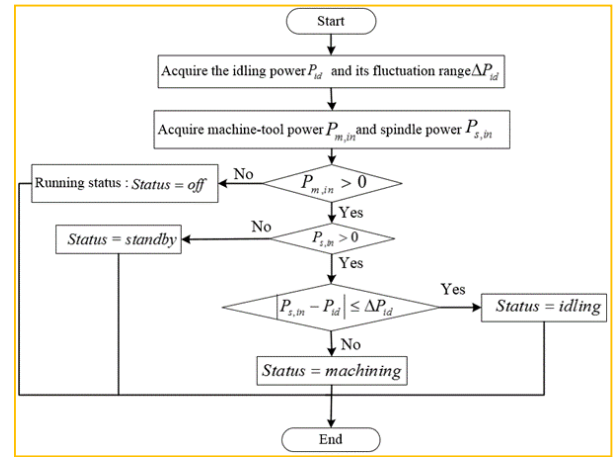 Start
Acquire the idling power P_id and its fluctuation range ΔP_id
Acquire machine-tool power P_m,in and spindle power P_s,in
P_m,in > 0
No
Running status : Status = off
Yes
P_s,in > 0
No
Status = standby
Yes
|P_s,in − P_id| ≤ ΔP_id
Yes
Status = idling
No
Status = machining
End